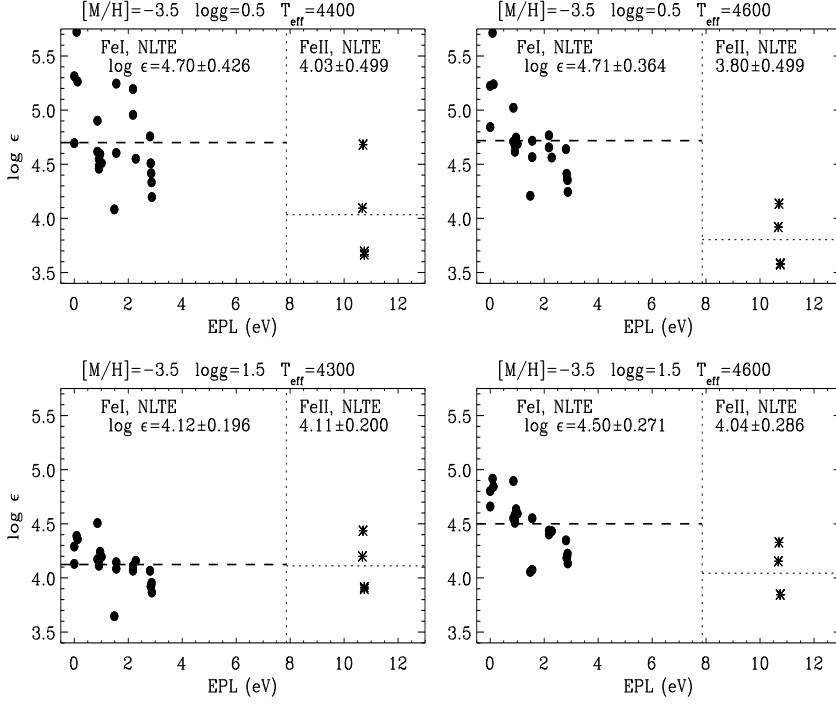 [M/H]=−3.5 logg=0.5 Teff=4400
FeI, NLTE
log ϵ=4.70±0.426
FeII, NLTE
4.03±0.499
5.5
5.0
4.5
4.0
3.5
log ϵ
0 2 4 6 8 10 12
EPL (eV)
[M/H]=−3.5 logg=0.5 Teff=4600
FeI, NLTE
log ϵ=4.71±0.364
FeII, NLTE
3.80±0.499
5.5
5.0
4.5
4.0
3.5
0 2 4 6 8 10 12
EPL (eV)
[M/H]=−3.5 logg=1.5 Teff=4300
FeI, NLTE
log ϵ=4.12±0.196
FeII, NLTE
4.11±0.200
5.5
5.0
4.5
4.0
3.5
log ϵ
0 2 4 6 8 10 12
EPL (eV)
[M/H]=−3.5 logg=1.5 Teff=4600
FeI, NLTE
log ϵ=4.50±0.271
FeII, NLTE
4.04±0.286
5.5
5.0
4.5
4.0
3.5
0 2 4 6 8 10 12
EPL (eV)